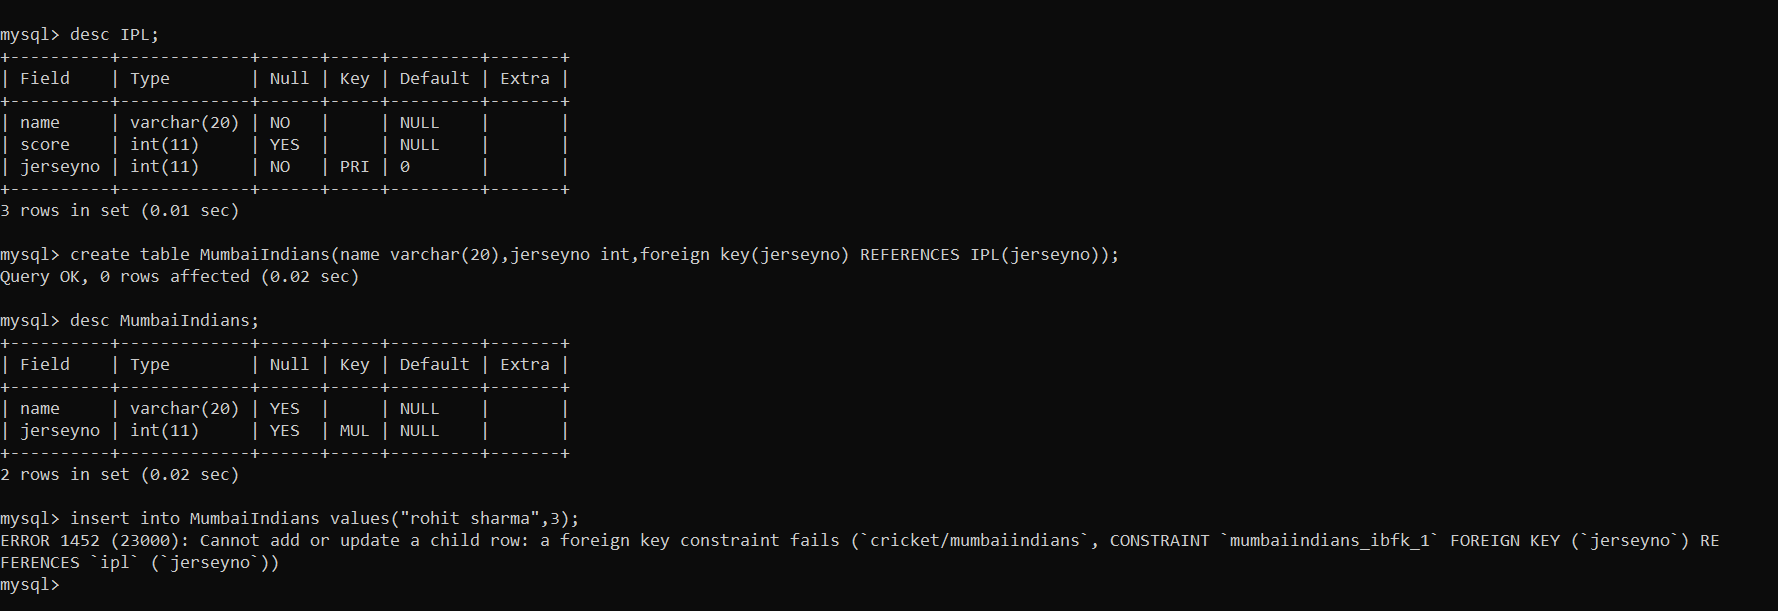 mysql> desc IPL;
+----------+-------------+------+-----+---------+-------+
| Field    | Type        | Null | Key | Default | Extra |
+----------+-------------+------+-----+---------+-------+
| name     | varchar(20) | NO   |     | NULL    |       |
| score    | int(11)     | YES  |     | NULL    |       |
| jerseyno | int(11)     | NO   | PRI | 0       |       |
+----------+-------------+------+-----+---------+-------+
3 rows in set (0.01 sec)
mysql> create table MumbaiIndians(name varchar(20),jerseyno int,foreign key(jerseyno) REFERENCES IPL(jerseyno));
Query OK, 0 rows affected (0.02 sec)
mysql> desc MumbaiIndians;
+----------+-------------+------+-----+---------+-------+
| Field    | Type        | Null | Key | Default | Extra |
+----------+-------------+------+-----+---------+-------+
| name     | varchar(20) | YES  |     | NULL    |       |
| jerseyno | int(11)     | YES  | MUL | NULL    |       |
+----------+-------------+------+-----+---------+-------+
2 rows in set (0.02 sec)
mysql> insert into MumbaiIndians values("rohit sharma",3);
ERROR 1452 (23000): Cannot add or update a child row: a foreign key constraint fails (`cricket/mumbaiindians`, CONSTRAINT `mumbaiindians_ibfk_1` FOREIGN KEY (`jerseyno`) RE
FERENCES `ipl` (`jerseyno`))
mysql>